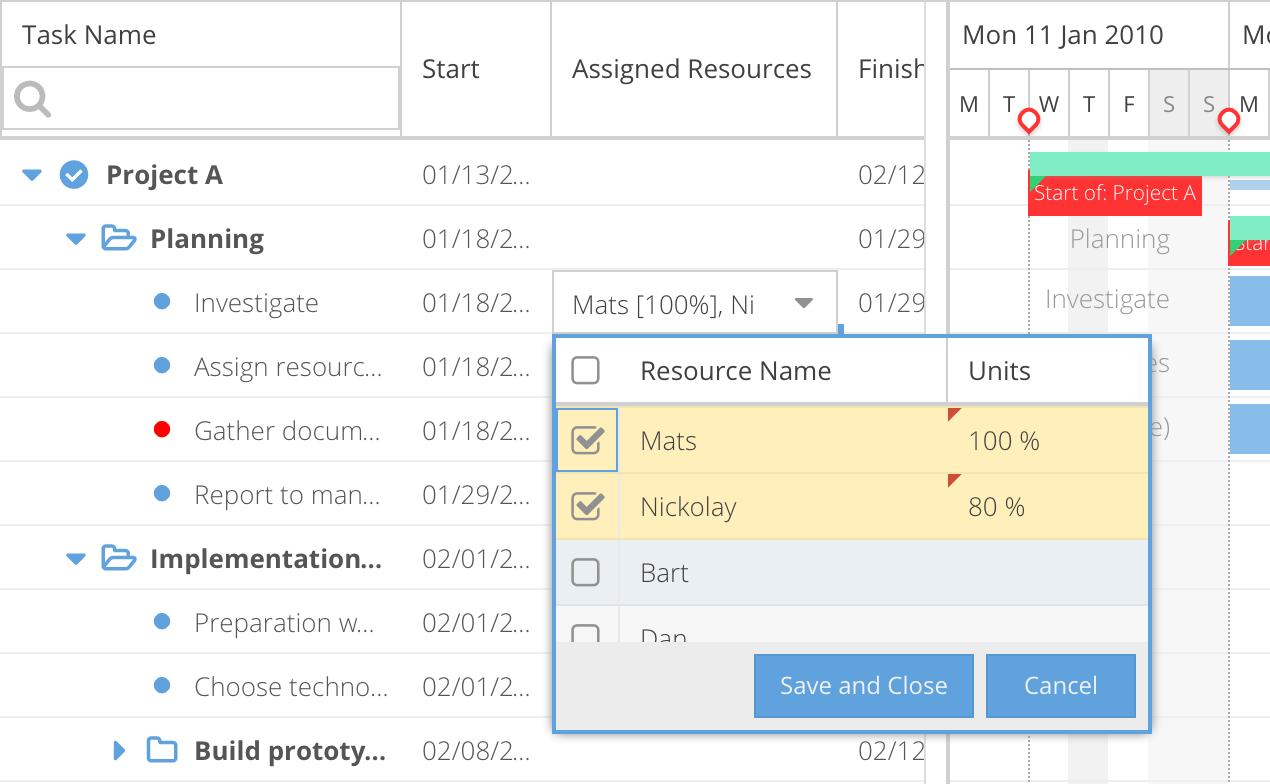 Task Name
Start
Assigned Resources
Finish
Mon 11 Jan 2010
M T W T F S S M
Project A
01/13/2...
02/12
Start of: Project A
Planning
01/18/2...
01/29
Planning
Investigate
01/18/2...
Mats [100%], Ni
01/29
Investigate
Assign resourc...
01/18/2...
Resource Name
Units
Gather docum...
01/18/2...
Mats
100 %
Report to man...
01/29/2...
Nickolay
80 %
Implementation...
02/01/2...
Bart
Preparation w...
02/01/2...
Dan
Choose techno...
02/01/2...
Save and Close
Cancel
Build prototy...
02/08/2...
02/12